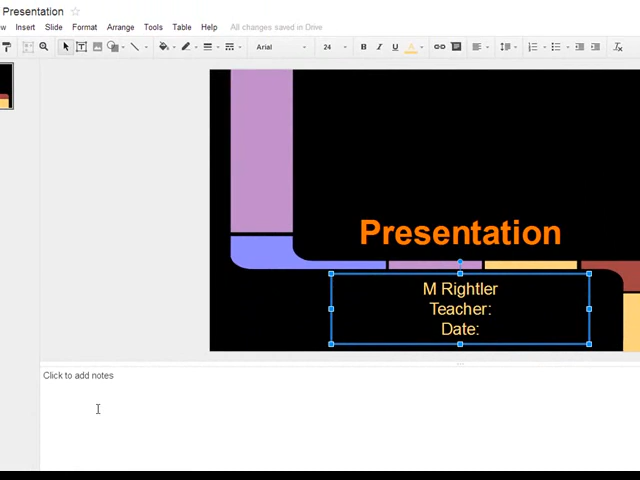 Presentation
Insert Slide Format Arrange Tools Table Help All changes saved in Drive
Arial 24 B I U A
Presentation
M Rightler
Teacher:
Date:
Click to add notes